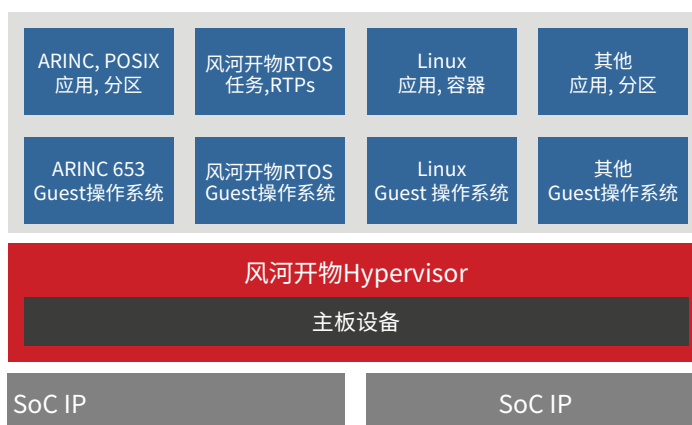 ARINC, POSIX
应用, 分区
风河开物RTOS
任务,RTPs
Linux
应用, 容器
其他
应用, 分区
ARINC 653
Guest操作系统
风河开物RTOS
Guest操作系统
Linux
Guest 操作系统
其他
Guest操作系统
风河开物Hypervisor
主板设备
SoC IP
SoC IP